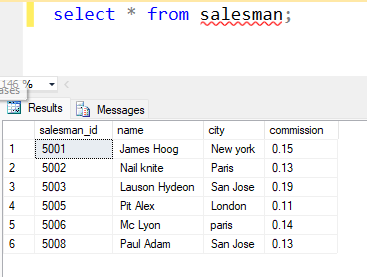 select * from salesman;
146 %
ases
Results Messages
salesman_id name city commission
1 5001 James Hoog New york 0.15
2 5002 Nail knite Paris 0.13
3 5003 Lauson Hydeon San Jose 0.19
4 5005 Pit Alex London 0.11
5 5006 Mc Lyon paris 0.14
6 5008 Paul Adam San Jose 0.13